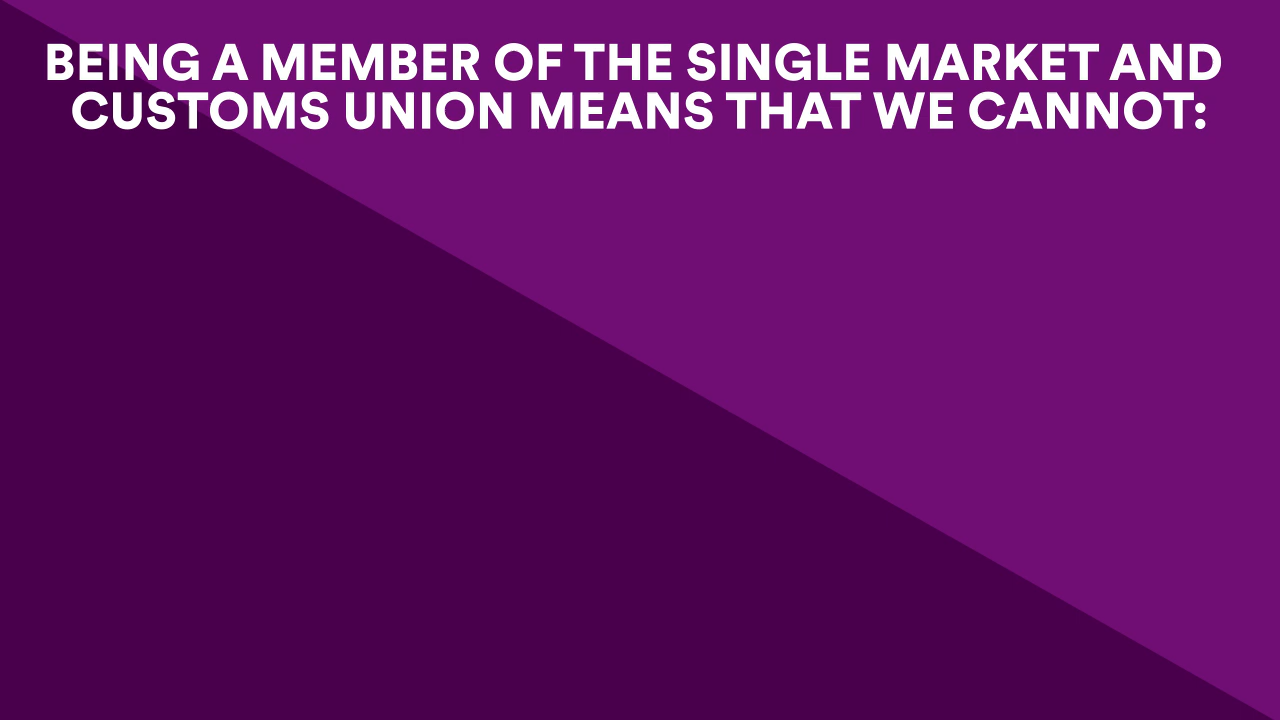 BEING A MEMBER OF THE SINGLE MARKET AND
CUSTOMS UNION MEANS THAT WE CANNOT: